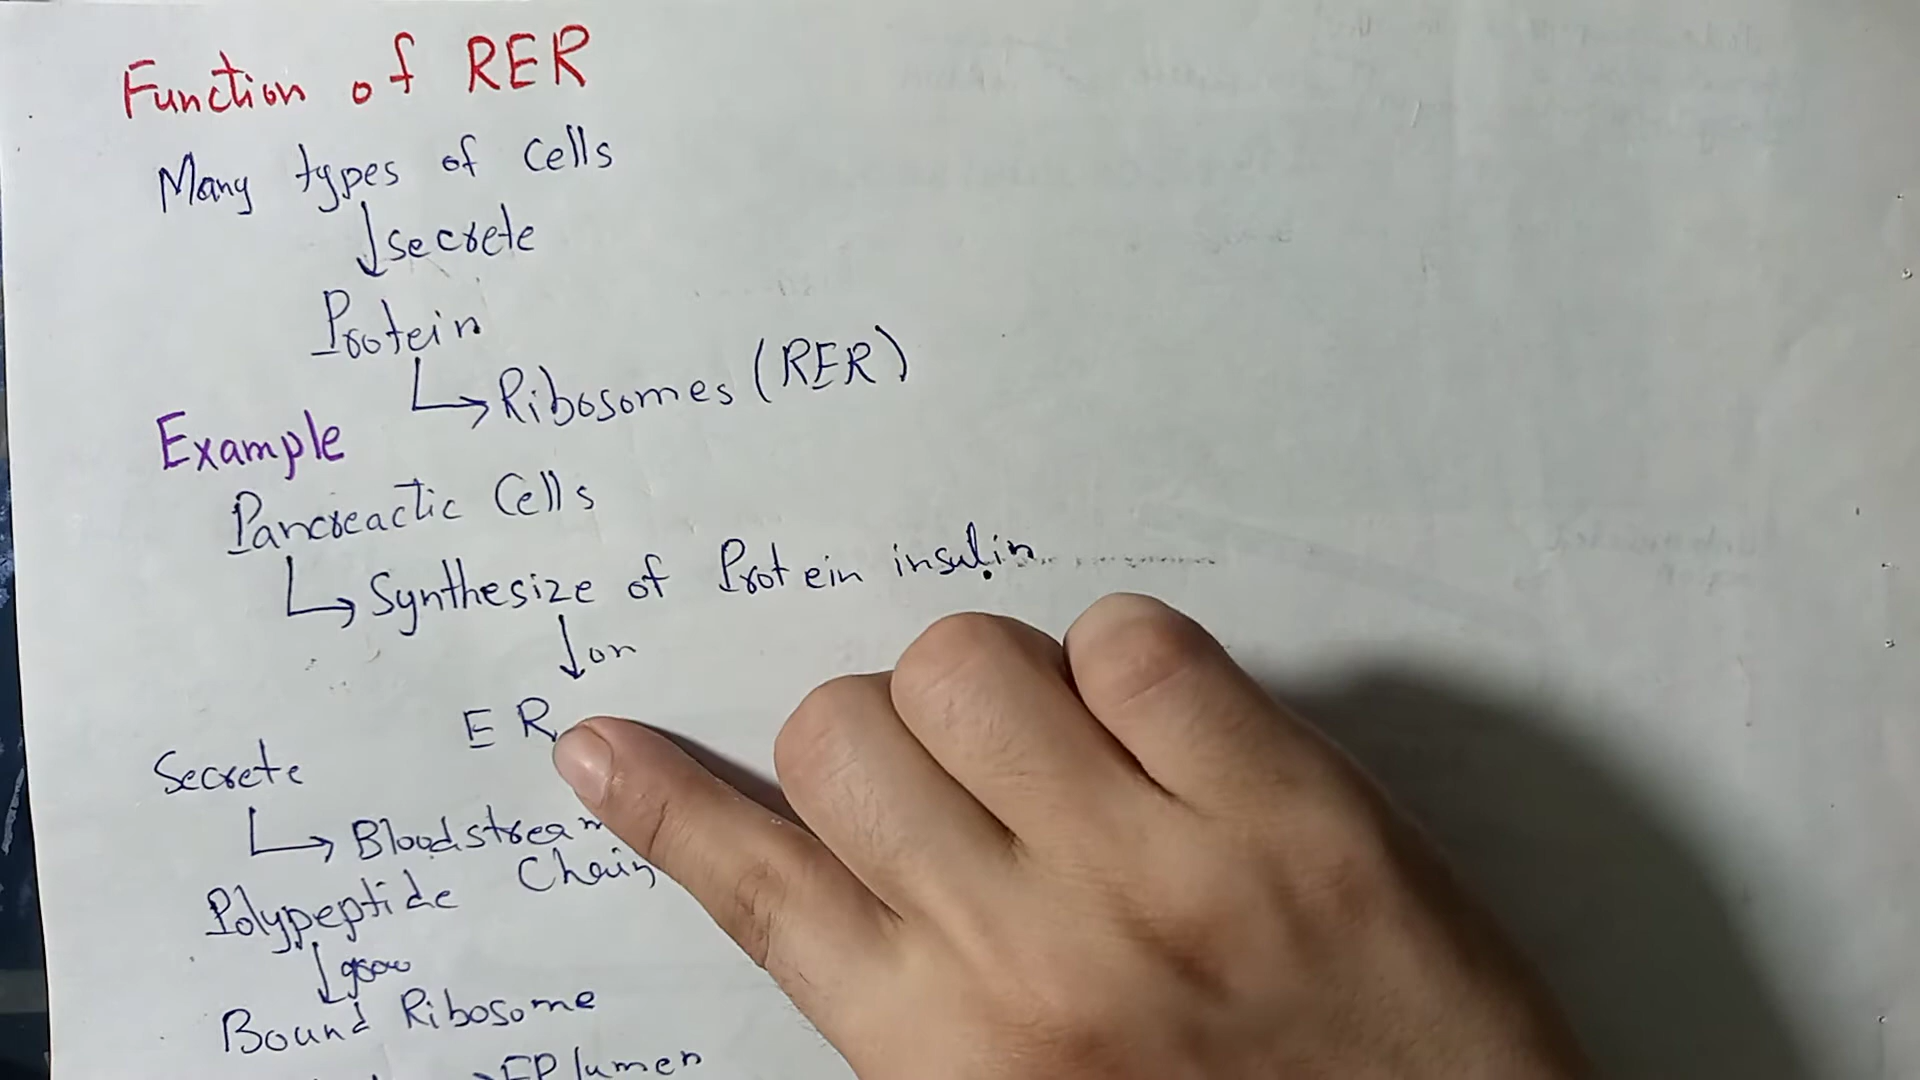 Function of RER
Many types of cells
↓ secrete
Protein
↳ Ribosomes (RER)
Example
Pancreactic Cells
↳ Synthesize of Protein insulin
↓ on
ER
Secrete
↳ Bloodstream
Polypeptide Chain
↓ grow
Bound Ribosome
→ ER lumen